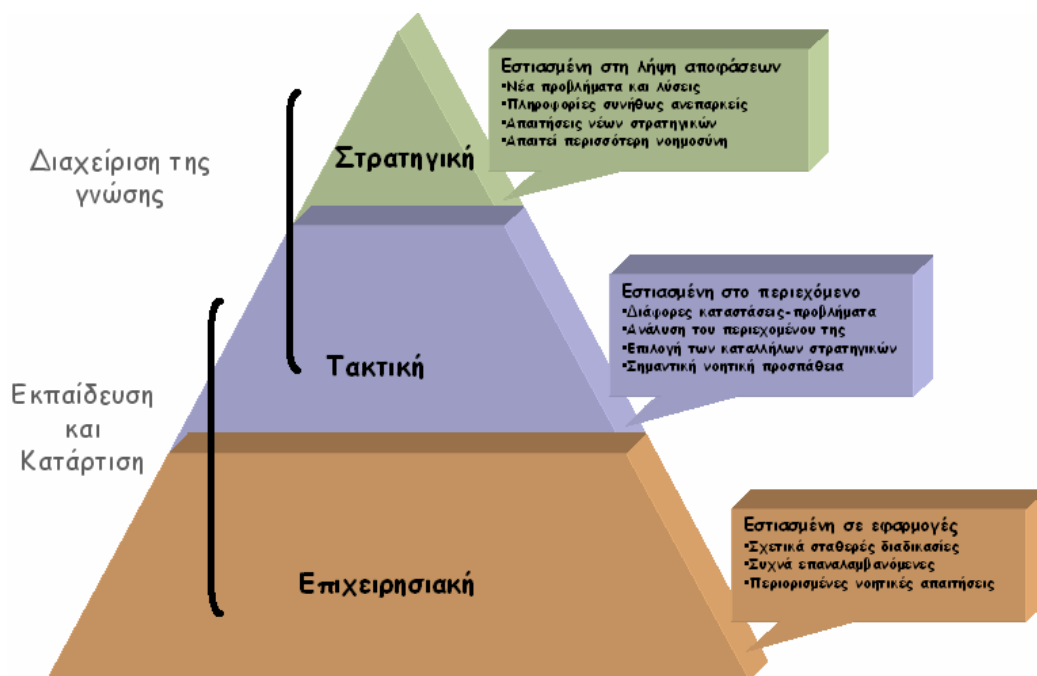 Εστιασμένη στη λήψη αποφάσεων
•Νέα προβλήματα και λύσεις
•Πληροφορίες συνήθως ανεπαρκείς
•Απαιτήσεις νέων στρατηγικών
•Απαιτεί περισσότερη νοημοσύνη
Διαχείριση της
γνώσης
Στρατηγική
Εστιασμένη στο περιεχόμενο
•Διάφορες καταστάσεις-προβλήματα
•Ανάλυση του περιεχομένου της
•Επιλογή των καταλλήλων στρατηγικών
•Σημαντική νοητική προσπάθεια
Τακτική
Εκπαίδευση
και
Κατάρτιση
Εστιασμένη σε εφαρμογές
•Σχετικά σταθερές διαδικασίες
•Συχνά επαναλαμβανόμενες
•Περιορισμένες νοητικές απαιτήσεις
Επιχειρησιακή